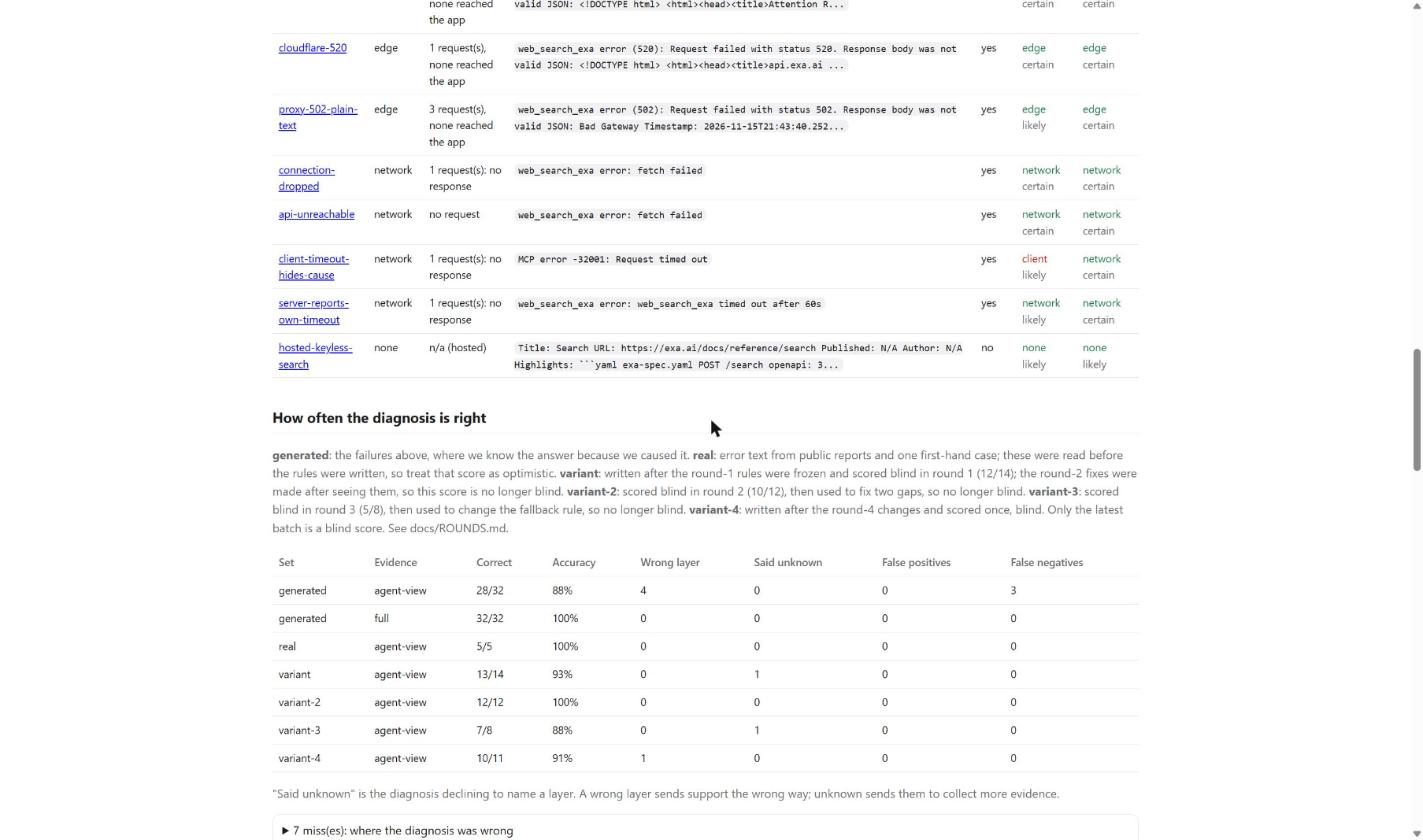 none reached valid JSON: <!DOCTYPE html> <html><head><title>Attention R... certain certain
the app
cloudflare-520 edge 1 request(s), web_search_exa error (520): Request failed with status 520. Response body was not yes edge edge
none reached valid JSON: <!DOCTYPE html> <html><head><title>api.exa.ai ... certain certain
the app
proxy-502-plain- edge 3 request(s), web_search_exa error (502): Request failed with status 502. Response body was not yes edge edge
text none reached valid JSON: Bad Gateway Timestamp: 2026-11-15T21:43:40.252... likely certain
the app
connection- network 1 request(s): no web_search_exa error: fetch failed yes network network
dropped response certain certain
api-unreachable network no request web_search_exa error: fetch failed yes network network
certain certain
client-timeout- network 1 request(s): no MCP error -32001: Request timed out yes client network
hides-cause response likely certain
server-reports- network 1 request(s): no web_search_exa error: web_search_exa timed out after 60s yes network network
own-timeout response likely certain
hosted-keyless- none n/a (hosted) Title: Search URL: https://exa.ai/docs/reference/search Published: N/A Author: N/A no none none
search Highlights: ```yaml exa-spec.yaml POST /search openapi: 3... likely likely
How often the diagnosis is right
generated: the failures above, where we know the answer because we caused it. real: error text from public reports and one first-hand case; these were read before
the rules were written, so treat that score as optimistic. variant: written after the round-1 rules were frozen and scored blind in round 1 (12/14); the round-2 fixes were
made after seeing them, so this score is no longer blind. variant-2: scored blind in round 2 (10/12), then used to fix two gaps, so no longer blind. variant-3: scored
blind in round 3 (5/8), then used to change the fallback rule, so no longer blind. variant-4: written after the round-4 changes and scored once, blind. Only the latest
batch is a blind score. See docs/ROUNDS.md.
Set Evidence Correct Accuracy Wrong layer Said unknown False positives False negatives
generated agent-view 28/32 88% 4 0 0 3
generated full 32/32 100% 0 0 0 0
real agent-view 5/5 100% 0 0 0 0
variant agent-view 13/14 93% 0 1 0 0
variant-2 agent-view 12/12 100% 0 0 0 0
variant-3 agent-view 7/8 88% 0 1 0 0
variant-4 agent-view 10/11 91% 1 0 0 0
"Said unknown" is the diagnosis declining to name a layer. A wrong layer sends support the wrong way; unknown sends them to collect more evidence.
▶ 7 miss(es): where the diagnosis was wrong